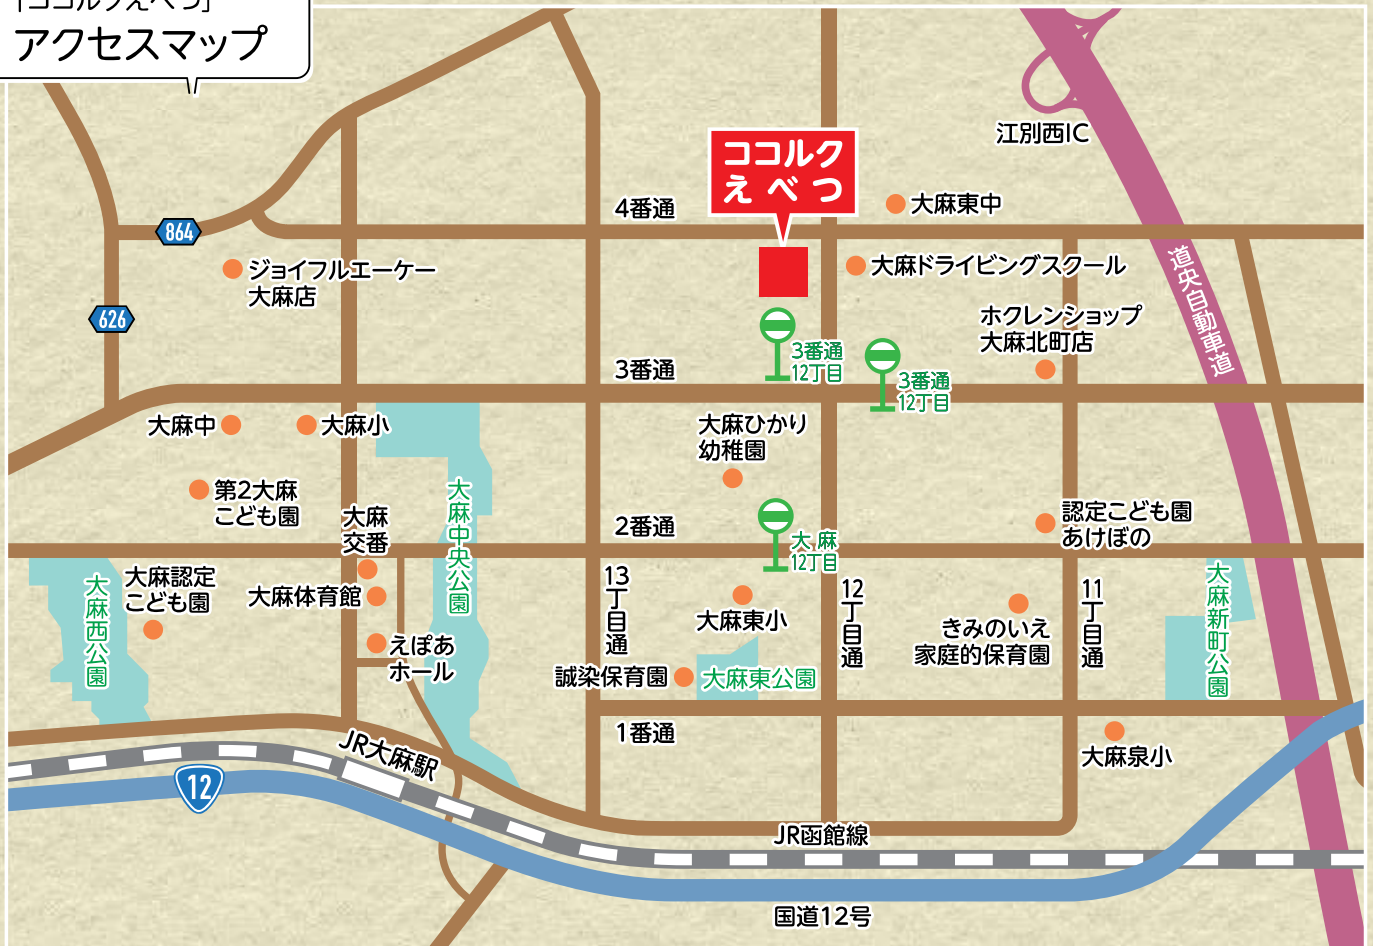 「ココルクえべつ」
アクセスマップ
江別西IC
ココルク
えべつ
4番通
大麻東中
864
ジョイフルエーケー
大麻店
大麻ドライビングスクール
道央自動車道
626
ホクレンショップ
大麻北町店
3番通
3番通
12丁目
3番通
12丁目
大麻中
大麻小
大麻ひかり
幼稚園
第2大麻
こども園
大麻
交番
大麻中央公園
2番通
大麻
12丁目
認定こども園
あけぼの
大麻西公園
大麻認定
こども園
大麻体育館
えぽあ
ホール
13丁目通
大麻東小
12丁目通
きみのいえ
家庭的保育園
11丁目通
大麻新町公園
誠染保育園
大麻東公園
1番通
大麻泉小
JR大麻駅
12
JR函館線
国道12号